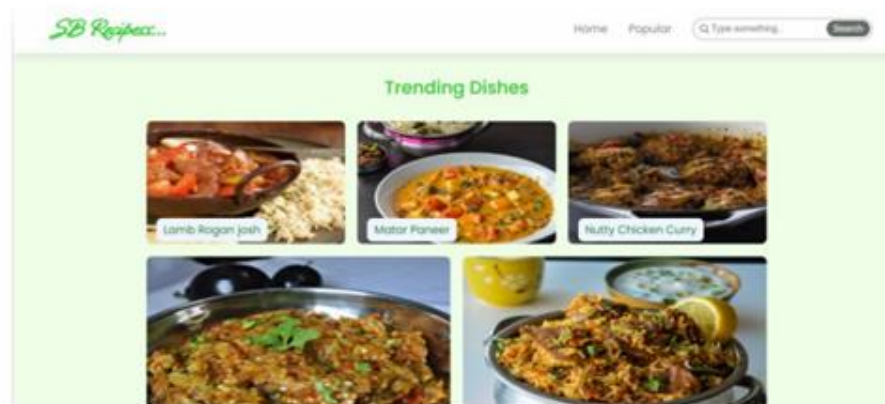 SB Recipess...
Home Popular Type something... Search
Trending Dishes
Lamb Rogan josh
Matar Paneer
Nutty Chicken Curry